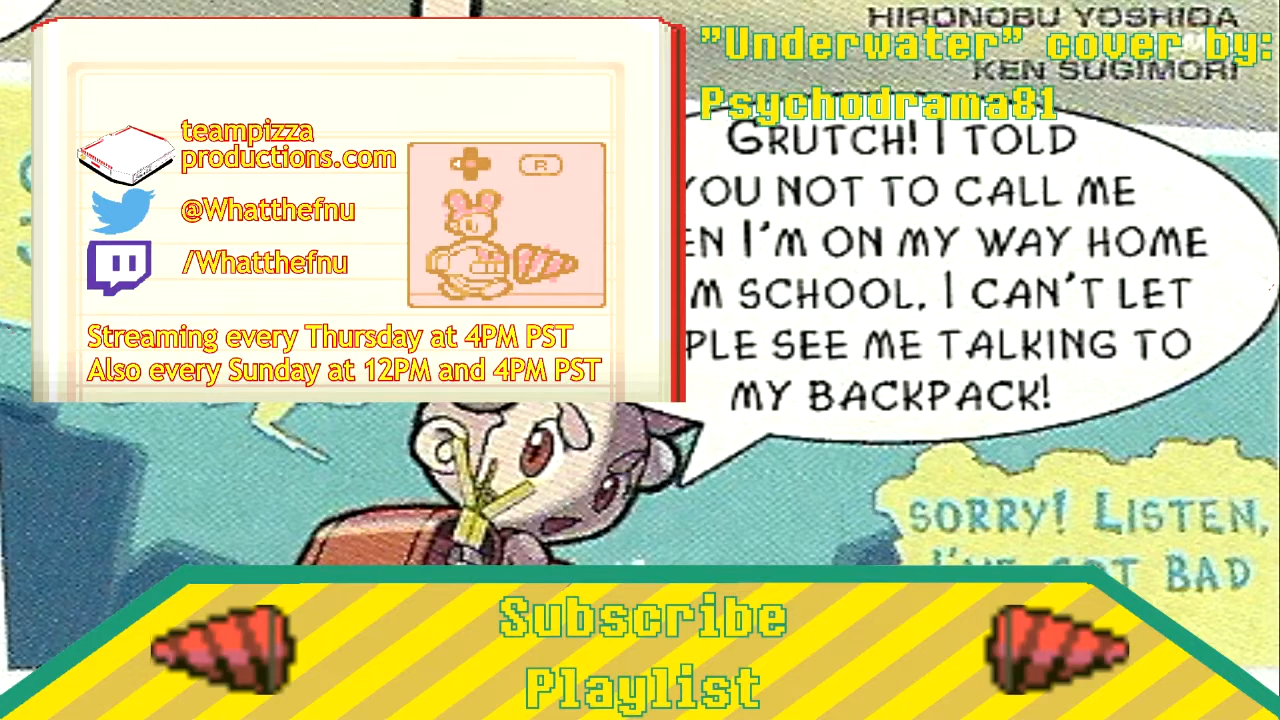 HIRONOBU YOSHIDA
"Underwater" cover by:
KEN SUGIMORI
Psychodrama81
teampizza
productions.com
@Whatthefnu
/Whatthefnu
R
Streaming every Thursday at 4PM PST
Also every Sunday at 12PM and 4PM PST
GRUTCH! I TOLD
YOU NOT TO CALL ME
I'M ON MY WAY HOME
SCHOOL. I CAN'T LET
SEE ME TALKING TO
MY BACKPACK!
SORRY! LISTEN,
I'VE GOT BAD
Subscribe
Playlist